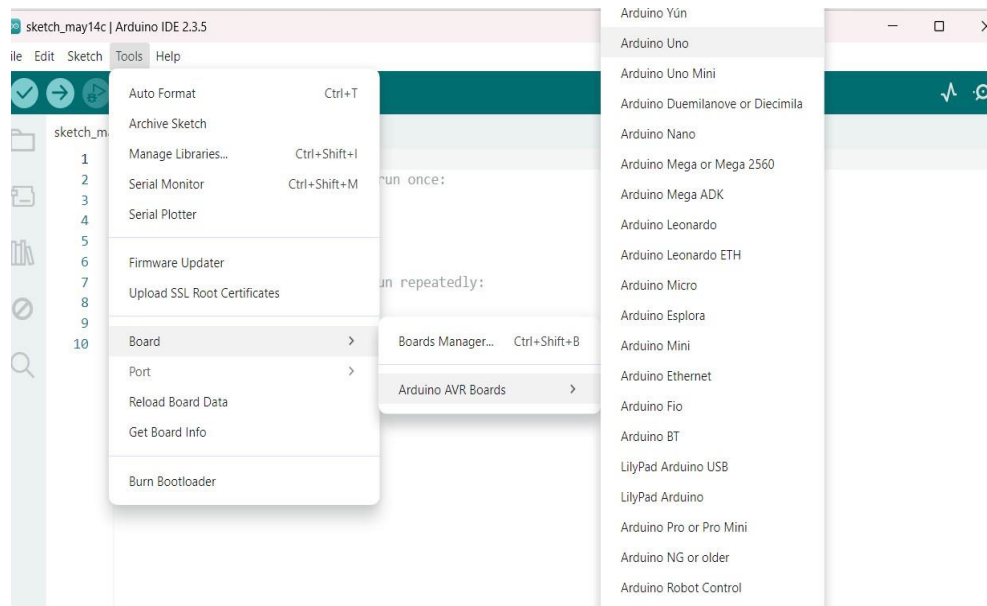 sketch_may14c | Arduino IDE 2.3.5
ile Edit Sketch Tools Help
sketch_m
1
2 run once:
3
4
5
6
7 un repeatedly:
8
9
10
Auto Format Ctrl+T
Archive Sketch
Manage Libraries... Ctrl+Shift+I
Serial Monitor Ctrl+Shift+M
Serial Plotter
Firmware Updater
Upload SSL Root Certificates
Board
Port
Reload Board Data
Get Board Info
Burn Bootloader
Boards Manager... Ctrl+Shift+B
Arduino AVR Boards
Arduino Yún
Arduino Uno
Arduino Uno Mini
Arduino Duemilanove or Diecimila
Arduino Nano
Arduino Mega or Mega 2560
Arduino Mega ADK
Arduino Leonardo
Arduino Leonardo ETH
Arduino Micro
Arduino Esplora
Arduino Mini
Arduino Ethernet
Arduino Fio
Arduino BT
LilyPad Arduino USB
LilyPad Arduino
Arduino Pro or Pro Mini
Arduino NG or older
Arduino Robot Control